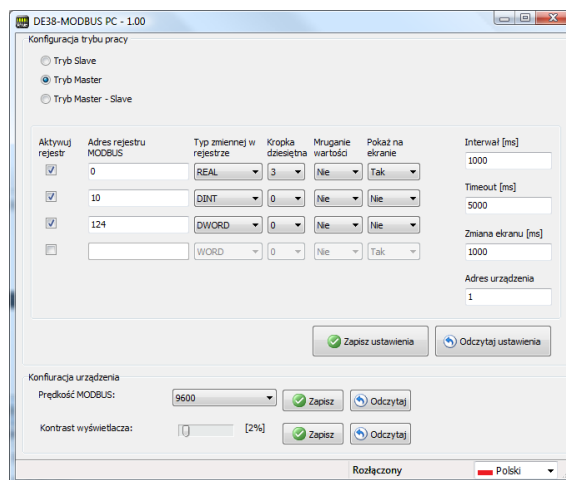 DE38-MODBUS PC - 1.00
Konfiguracja trybu pracy
Tryb Slave
Tryb Master
Tryb Master - Slave
Aktywuj rejestr
Adres rejestru MODBUS
Typ zmiennej w rejestrze
Kropka dziesiętna
Mruganie wartości
Pokaż na ekranie
0 REAL 3 Nie Tak
10 DINT 0 Nie Nie
124 DWORD 0 Nie Nie
WORD 0 Nie Tak
Interwał [ms]
1000
Timeout [ms]
5000
Zmiana ekranu [ms]
1000
Adres urządzenia
1
Zapisz ustawienia Odczytaj ustawienia
Konfiuracja urządzenia
Prędkość MODBUS: 9600 Zapisz Odczytaj
Kontrast wyświetlacza: [2%] Zapisz Odczytaj
Rozłączony Polski